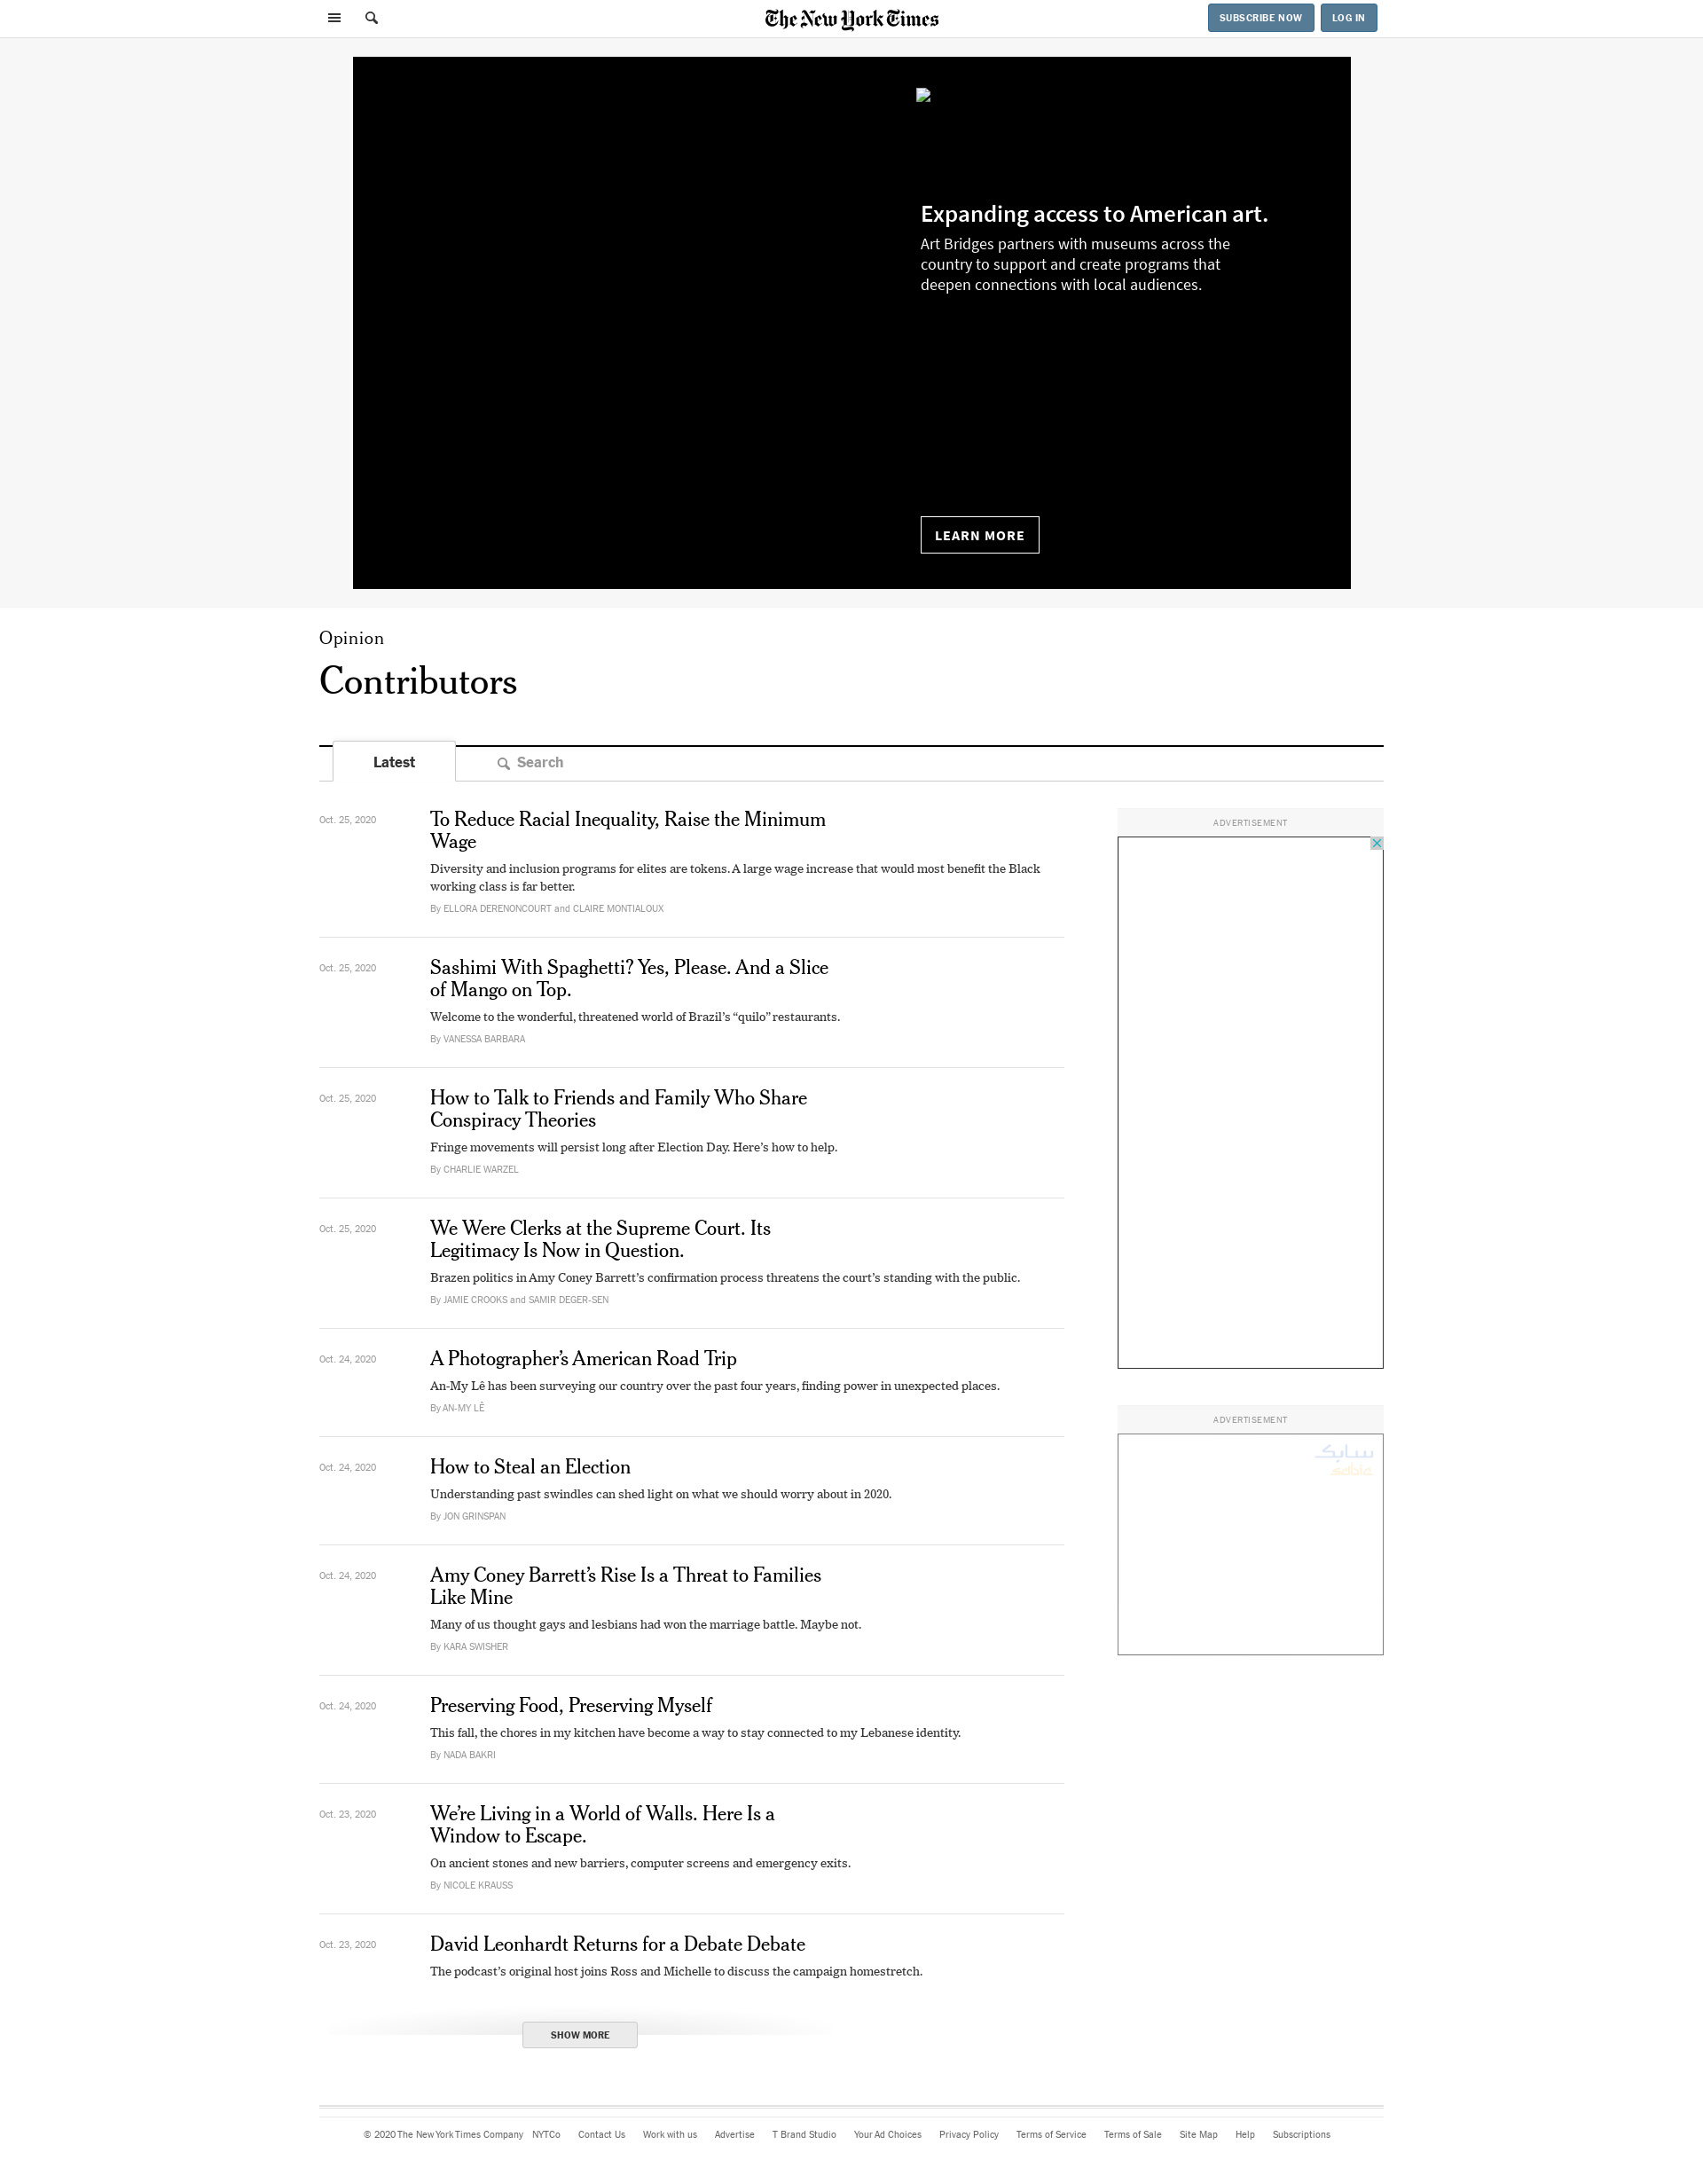 The New York Times
SUBSCRIBE NOW
LOG IN
Expanding access to American art.
Art Bridges partners with museums across the
country to support and create programs that
deepen connections with local audiences.
LEARN MORE
Opinion
Contributors
Latest
Search
Oct. 25, 2020
To Reduce Racial Inequality, Raise the Minimum
Wage
Diversity and inclusion programs for elites are tokens. A large wage increase that would most benefit the Black
working class is far better.
By ELLORA DERENONCOURT and CLAIRE MONTIALOUX
Oct. 25, 2020
Sashimi With Spaghetti? Yes, Please. And a Slice
of Mango on Top.
Welcome to the wonderful, threatened world of Brazil’s “quilo” restaurants.
By VANESSA BARBARA
Oct. 25, 2020
How to Talk to Friends and Family Who Share
Conspiracy Theories
Fringe movements will persist long after Election Day. Here’s how to help.
By CHARLIE WARZEL
Oct. 25, 2020
We Were Clerks at the Supreme Court. Its
Legitimacy Is Now in Question.
Brazen politics in Amy Coney Barrett’s confirmation process threatens the court’s standing with the public.
By JAMIE CROOKS and SAMIR DEGER-SEN
Oct. 24, 2020
A Photographer’s American Road Trip
An-My Lê has been surveying our country over the past four years, finding power in unexpected places.
By AN-MY LÊ
Oct. 24, 2020
How to Steal an Election
Understanding past swindles can shed light on what we should worry about in 2020.
By JON GRINSPAN
Oct. 24, 2020
Amy Coney Barrett’s Rise Is a Threat to Families
Like Mine
Many of us thought gays and lesbians had won the marriage battle. Maybe not.
By KARA SWISHER
Oct. 24, 2020
Preserving Food, Preserving Myself
This fall, the chores in my kitchen have become a way to stay connected to my Lebanese identity.
By NADA BAKRI
Oct. 23, 2020
We’re Living in a World of Walls. Here Is a
Window to Escape.
On ancient stones and new barriers, computer screens and emergency exits.
By NICOLE KRAUSS
Oct. 23, 2020
David Leonhardt Returns for a Debate Debate
The podcast’s original host joins Ross and Michelle to discuss the campaign homestretch.
SHOW MORE
ADVERTISEMENT
ADVERTISEMENT
سابك
sabic
© 2020 The New York Times Company NYTCo Contact Us Work with us Advertise T Brand Studio Your Ad Choices Privacy Policy Terms of Service Terms of Sale Site Map Help Subscriptions